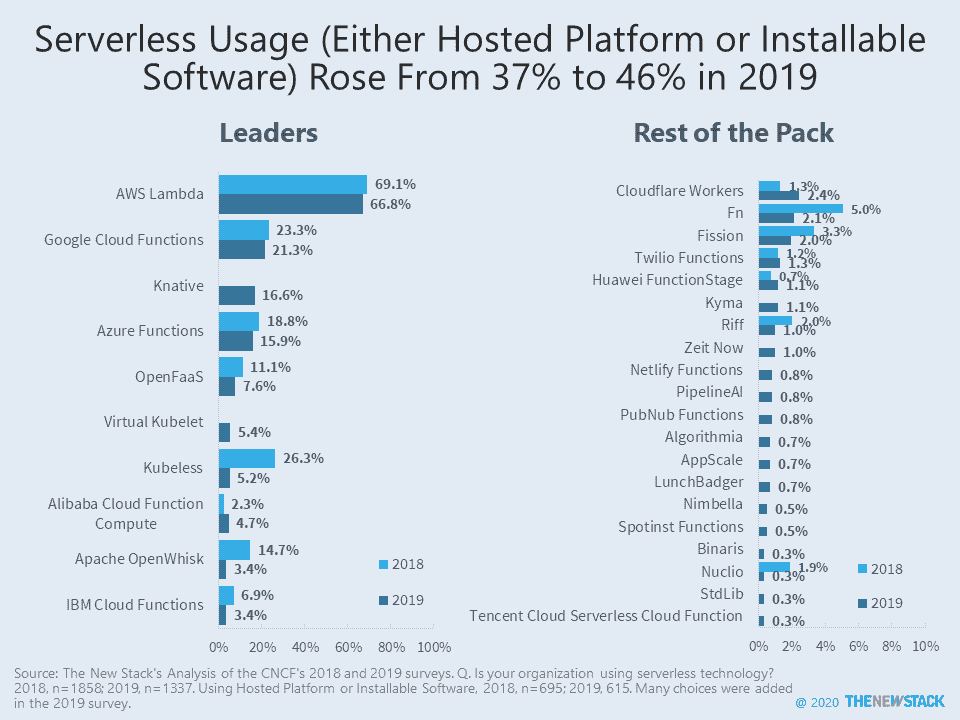 Serverless Usage (Either Hosted Platform or Installable
Software) Rose From 37% to 46% in 2019
Leaders
AWS Lambda
69.1%
66.8%
Google Cloud Functions
23.3%
21.3%
Knative
16.6%
Azure Functions
18.8%
15.9%
OpenFaaS
11.1%
7.6%
Virtual Kubelet
5.4%
Kubeless
26.3%
5.2%
Alibaba Cloud Function
Compute
2.3%
4.7%
Apache OpenWhisk
14.7%
3.4%
IBM Cloud Functions
6.9%
3.4%
2018
2019
0% 20% 40% 60% 80% 100%
Rest of the Pack
Cloudflare Workers
1.3%
2.4%
Fn
5.0%
2.1%
Fission
3.3%
2.0%
Twilio Functions
1.2%
1.3%
Huawei FunctionStage
0.7%
1.1%
Kyma
1.1%
Riff
2.0%
1.0%
Zeit Now
1.0%
Netlify Functions
0.8%
PipelineAI
0.8%
PubNub Functions
0.8%
Algorithmia
0.7%
AppScale
0.7%
LunchBadger
0.7%
Nimbella
0.5%
Spotinst Functions
0.5%
Binaris
0.3%
Nuclio
1.9%
0.3%
StdLib
0.3%
Tencent Cloud Serverless Cloud Function
0.3%
2018
2019
0% 2% 4% 6% 8% 10%
Source: The New Stack's Analysis of the CNCF's 2018 and 2019 surveys. Q. Is your organization using serverless technology?
2018, n=1858; 2019, n=1337. Using Hosted Platform or Installable Software, 2018, n=695; 2019, 615. Many choices were added
in the 2019 survey.
@ 2020 THENEWSTACK